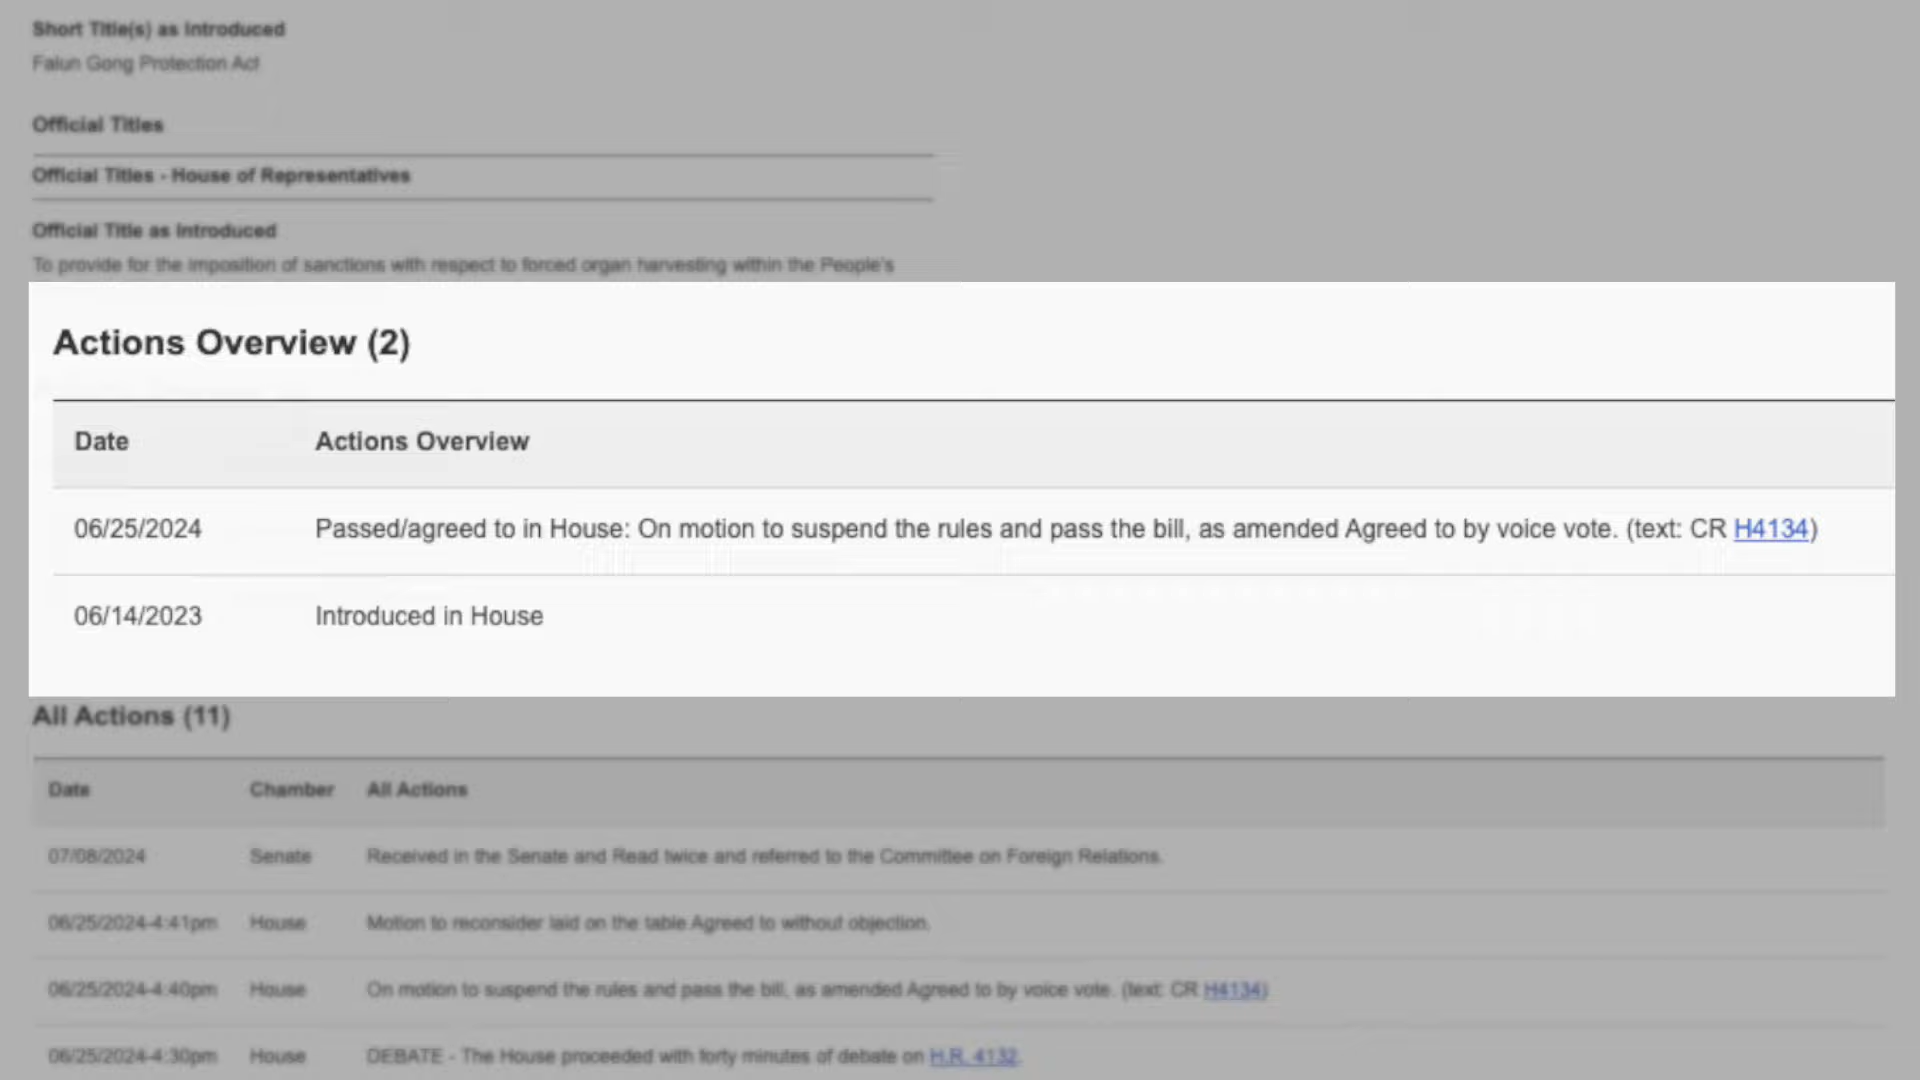 Short Title(s) as Introduced
Falun Gong Protection Act
Official Titles
Official Titles - House of Representatives
Official Title as Introduced
To provide for the imposition of sanctions with respect to forced organ harvesting within the People's
Actions Overview (2)
Date Actions Overview
06/25/2024 Passed/agreed to in House: On motion to suspend the rules and pass the bill, as amended Agreed to by voice vote. (text: CR H4134)
06/14/2023 Introduced in House
All Actions (11)
Date Chamber All Actions
07/08/2024 Senate Received in the Senate and Read twice and referred to the Committee on Foreign Relations.
06/25/2024-4:41pm House Motion to reconsider laid on the table Agreed to without objection.
06/25/2024-4:40pm House On motion to suspend the rules and pass the bill, as amended Agreed to by voice vote. (text: CR H4134)
06/25/2024-4:30pm House DEBATE - The House proceeded with forty minutes of debate on H.R. 4132.